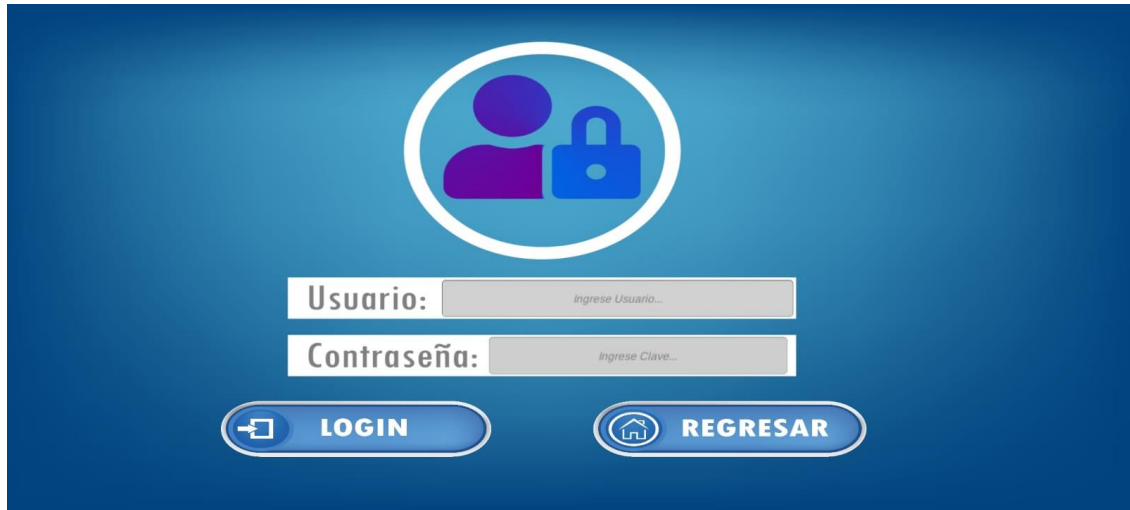 Usuario: Ingrese Usuario...
Contraseña: Ingrese Clave...
LOGIN REGRESAR